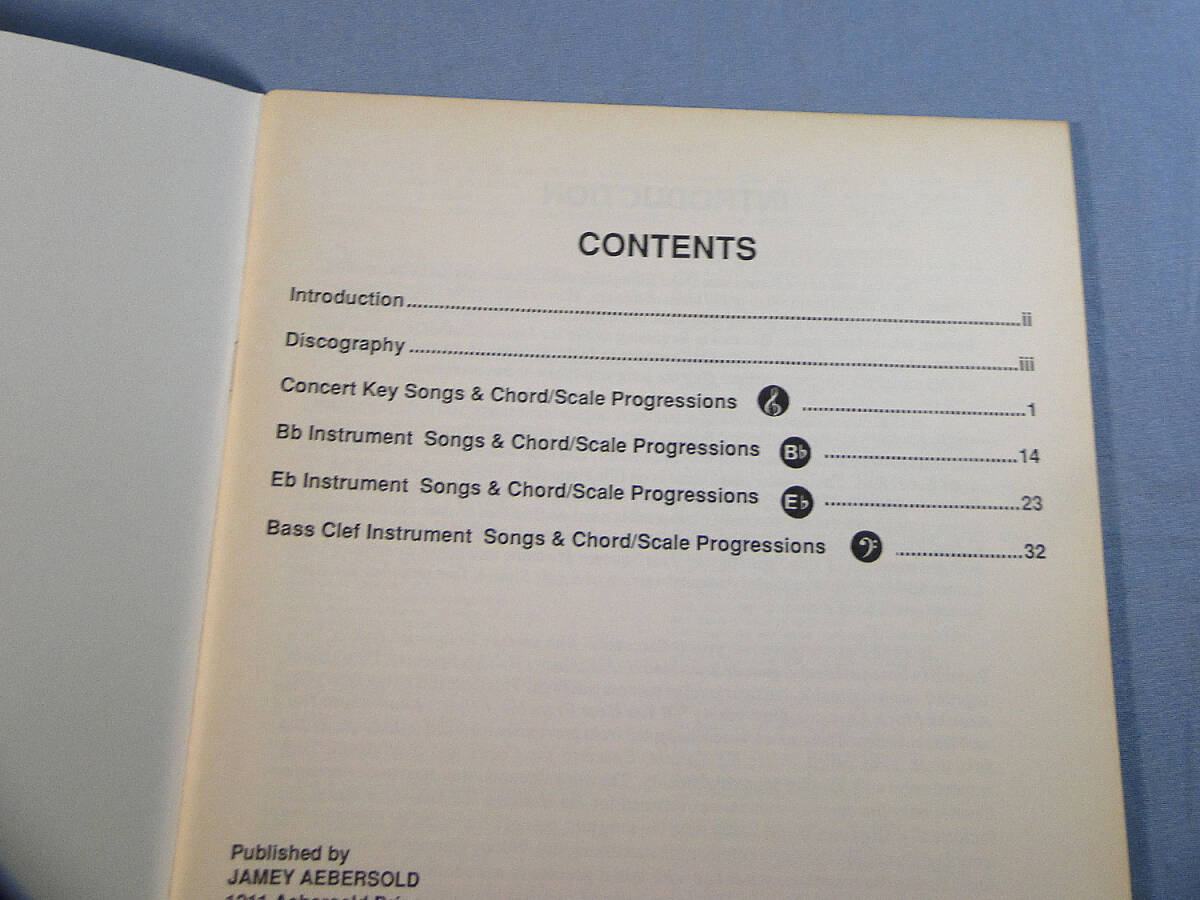 CONTENTS
Introduction ii
Discography iii
Concert Key Songs & Chord/Scale Progressions 1
Bb Instrument Songs & Chord/Scale Progressions B♭ 14
Eb Instrument Songs & Chord/Scale Progressions E♭ 23
Bass Clef Instrument Songs & Chord/Scale Progressions 32
Published by
JAMEY AEBERSOLD